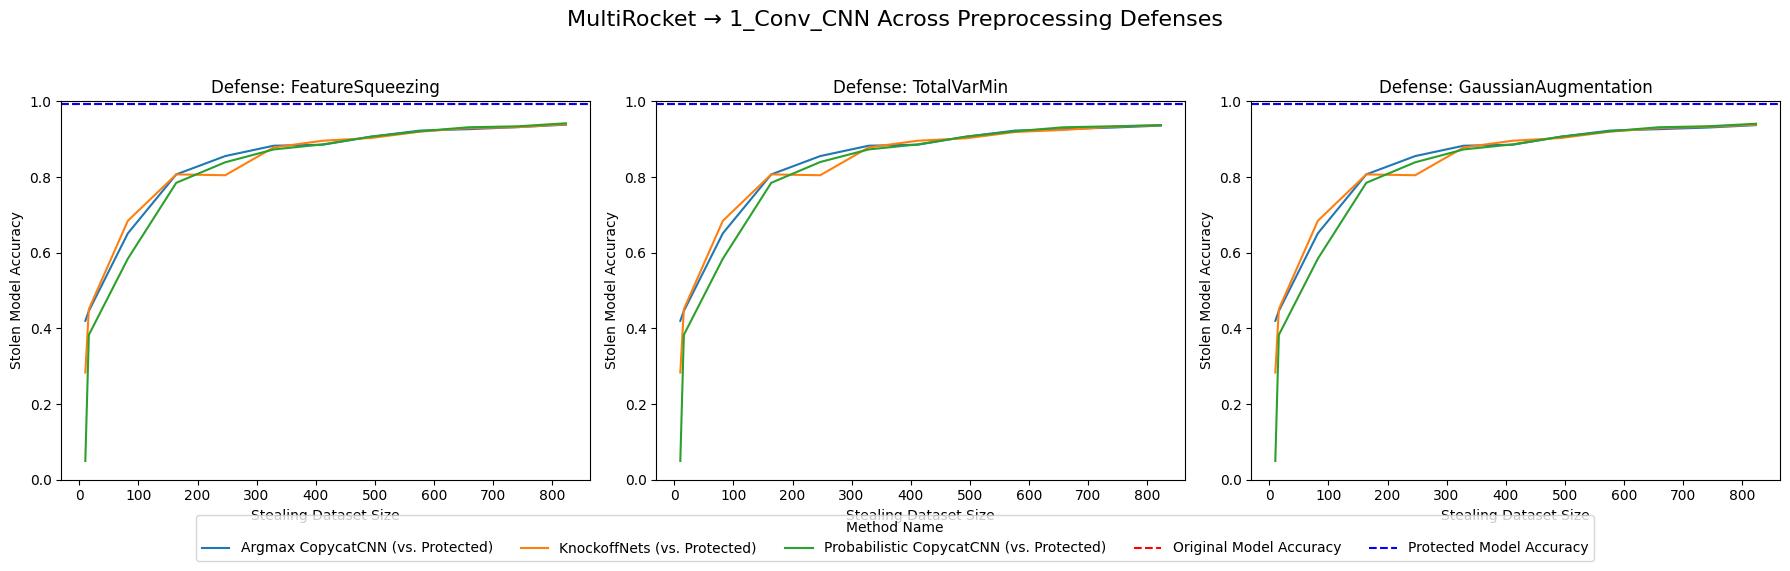 MultiRocket → 1_Conv_CNN Across Preprocessing Defenses
Defense: FeatureSqueezing
Stolen Model Accuracy
1.0
0.8
0.6
0.4
0.2
0.0
0 100 200 300 400 500 600 700 800
Stealing Dataset Size
Defense: TotalVarMin
Stolen Model Accuracy
1.0
0.8
0.6
0.4
0.2
0.0
0 100 200 300 400 500 600 700 800
Stealing Dataset Size
Defense: GaussianAugmentation
Stolen Model Accuracy
1.0
0.8
0.6
0.4
0.2
0.0
0 100 200 300 400 500 600 700 800
Stealing Dataset Size
Method Name
Argmax CopycatCNN (vs. Protected) KnockoffNets (vs. Protected) Probabilistic CopycatCNN (vs. Protected) Original Model Accuracy Protected Model Accuracy